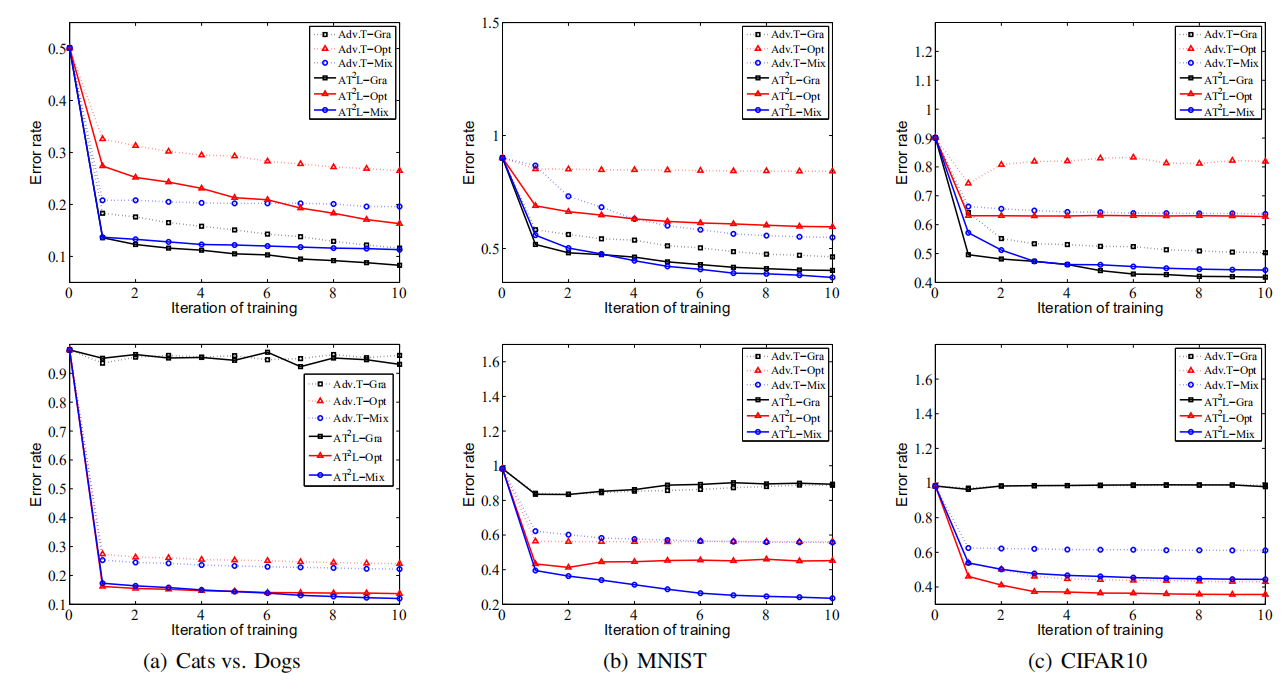 0.5
0.4
0.3
0.2
0.1
Error rate
0 2 4 6 8 10
Iteration of training
Adv.T−Gra
Adv.T−Opt
Adv.T−Mix
AT²L−Gra
AT²L−Opt
AT²L−Mix
1.5
1
0.5
Error rate
0 2 4 6 8 10
Iteration of training
Adv.T−Gra
Adv.T−Opt
Adv.T−Mix
AT²L−Gra
AT²L−Opt
AT²L−Mix
1.2
1.1
1
0.9
0.8
0.7
0.6
0.5
0.4
Error rate
0 2 4 6 8 10
Iteration of training
Adv.T−Gra
Adv.T−Opt
Adv.T−Mix
AT²L−Gra
AT²L−Opt
AT²L−Mix
0.9
0.8
0.7
0.6
0.5
0.4
0.3
0.2
0.1
Error rate
0 2 4 6 8 10
Iteration of training
Adv.T−Gra
Adv.T−Opt
Adv.T−Mix
AT²L−Gra
AT²L−Opt
AT²L−Mix
1.6
1.4
1.2
1
0.8
0.6
0.4
0.2
Error rate
0 2 4 6 8 10
Iteration of training
Adv.T−Gra
Adv.T−Opt
Adv.T−Mix
AT²L−Gra
AT²L−Opt
AT²L−Mix
1.6
1.4
1.2
1
0.8
0.6
0.4
Error rate
0 2 4 6 8 10
Iteration of training
Adv.T−Gra
Adv.T−Opt
Adv.T−Mix
AT²L−Gra
AT²L−Opt
AT²L−Mix
(a) Cats vs. Dogs
(b) MNIST
(c) CIFAR10